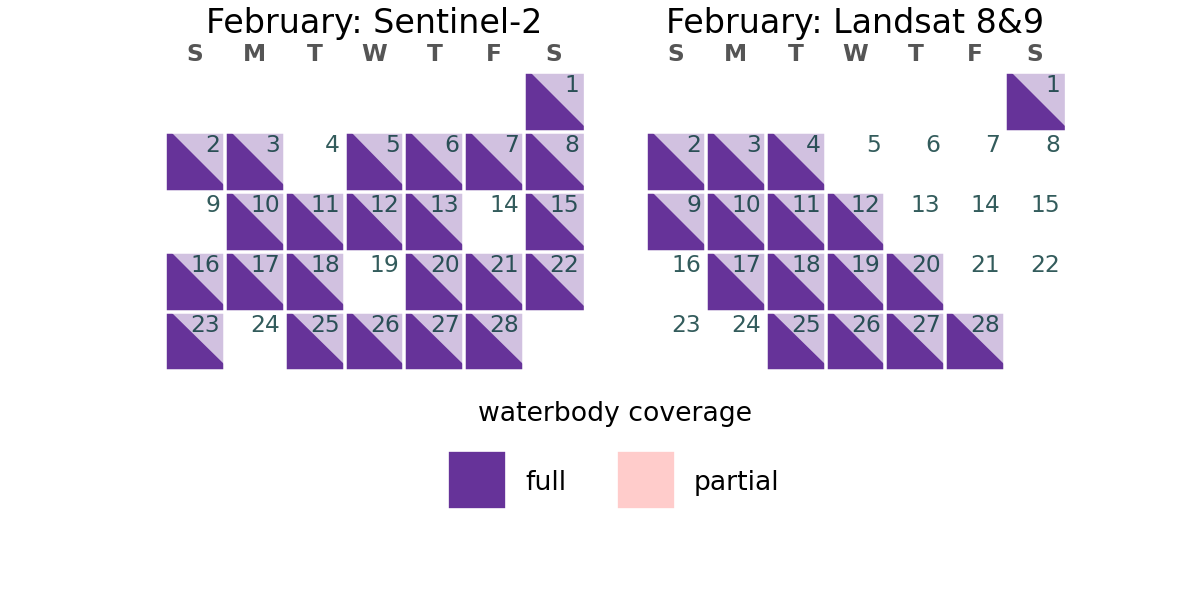 February: Sentinel-2
S M T W T F S
1
2 3 4 5 6 7 8
9 10 11 12 13 14 15
16 17 18 19 20 21 22
23 24 25 26 27 28
February: Landsat 8&9
S M T W T F S
1
2 3 4 5 6 7 8
9 10 11 12 13 14 15
16 17 18 19 20 21 22
23 24 25 26 27 28
waterbody coverage
full partial